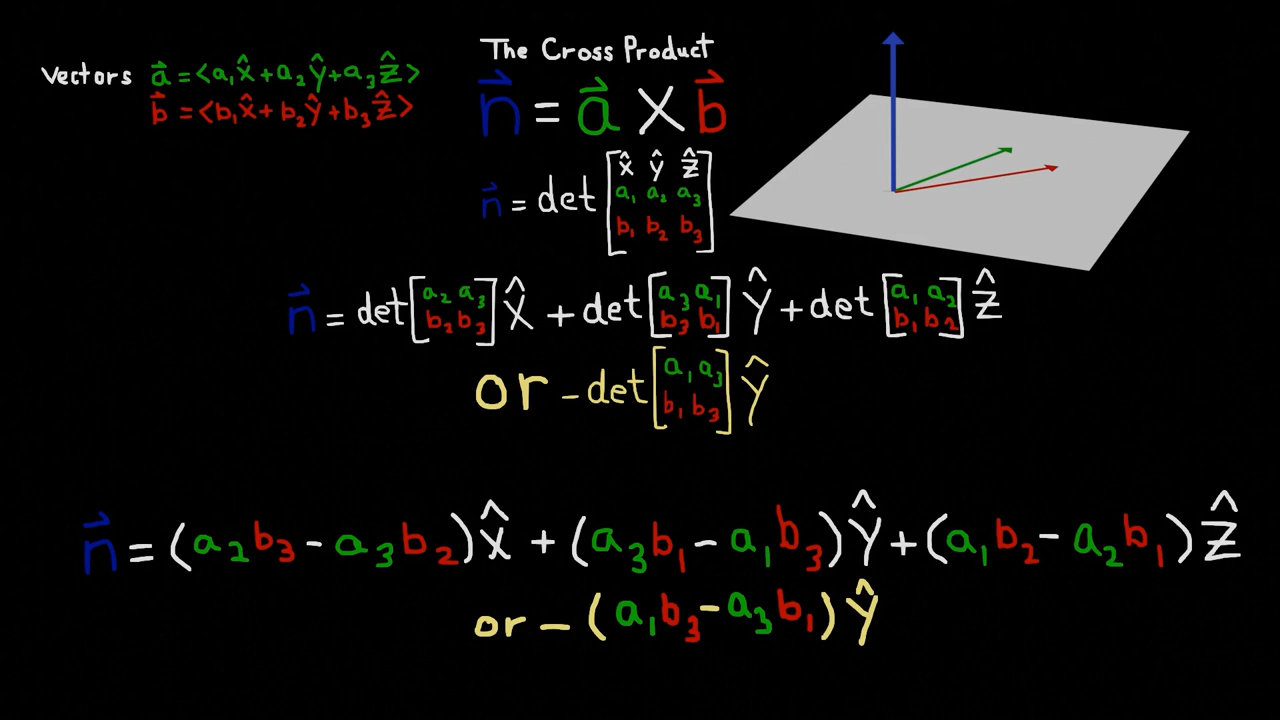 The Cross Product
Vectors a⃗ = <a₁x̂ + a₂ŷ + a₃ẑ>
b⃗ = <b₁x̂ + b₂ŷ + b₃ẑ>
n⃗ = a⃗ X b⃗
n⃗ = det [x̂ ŷ ẑ
a₁ a₂ a₃
b₁ b₂ b₃]
n⃗ = det [a₂ a₃ / b₂ b₃] x̂ + det [a₃ a₁ / b₃ b₁] ŷ + det [a₁ a₂ / b₁ b₂] ẑ
or - det [a₁ a₃ / b₁ b₃] ŷ
n⃗ = (a₂b₃ - a₃b₂)x̂ + (a₃b₁ - a₁b₃)ŷ + (a₁b₂ - a₂b₁)ẑ
or - (a₁b₃ - a₃b₁)ŷ